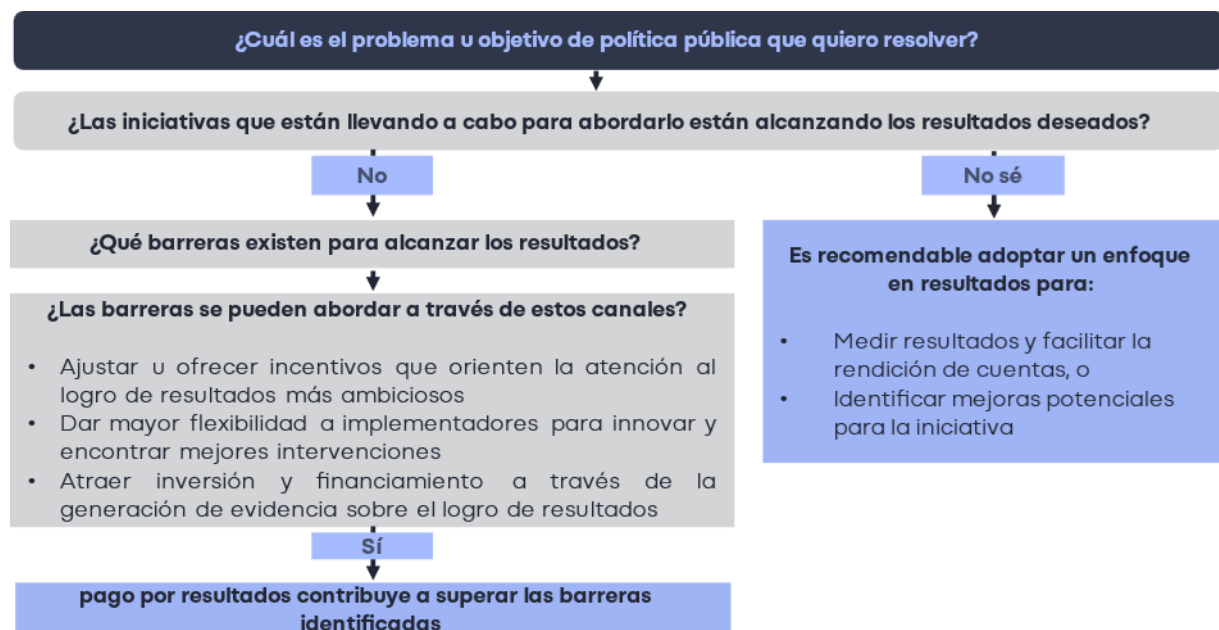 ¿Cuál es el problema u objetivo de política pública que quiero resolver?
¿Las iniciativas que están llevando a cabo para abordarlo están alcanzando los resultados deseados?
No
No sé
¿Qué barreras existen para alcanzar los resultados?
¿Las barreras se pueden abordar a través de estos canales?
• Ajustar u ofrecer incentivos que orienten la atención al
logro de resultados más ambiciosos
• Dar mayor flexibilidad a implementadores para innovar y
encontrar mejores intervenciones
• Atraer inversión y financiamiento a través de la
generación de evidencia sobre el logro de resultados
Sí
pago por resultados contribuye a superar las barreras
identificadas
Es recomendable adoptar un enfoque
en resultados para:
• Medir resultados y facilitar la
rendición de cuentas, o
• Identificar mejoras potenciales
para la iniciativa